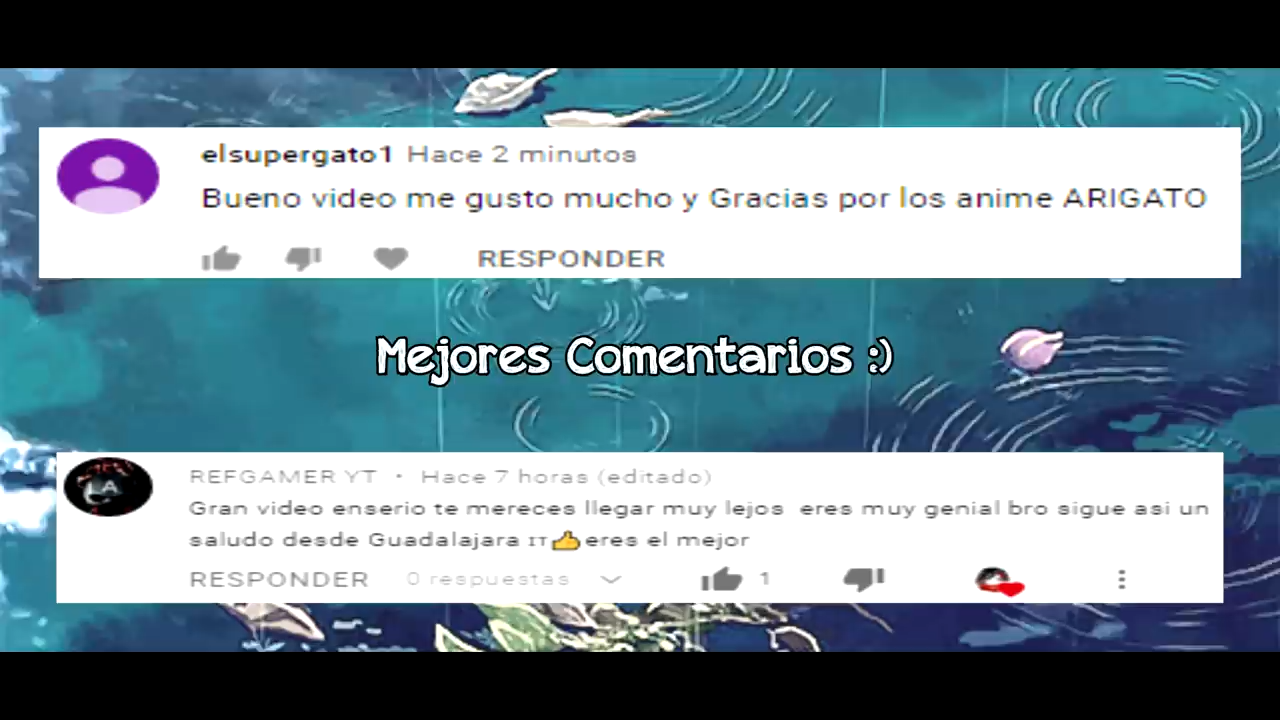 elsupergato1 Hace 2 minutos
Bueno video me gusto mucho y Gracias por los anime ARIGATO
RESPONDER
Mejores Comentarios :)
REFGAMER YT • Hace 7 horas (editado)
Gran video enserio te mereces llegar muy lejos eres muy genial bro sigue asi un
saludo desde Guadalajara IT👍eres el mejor
RESPONDER 0 respuestas 1